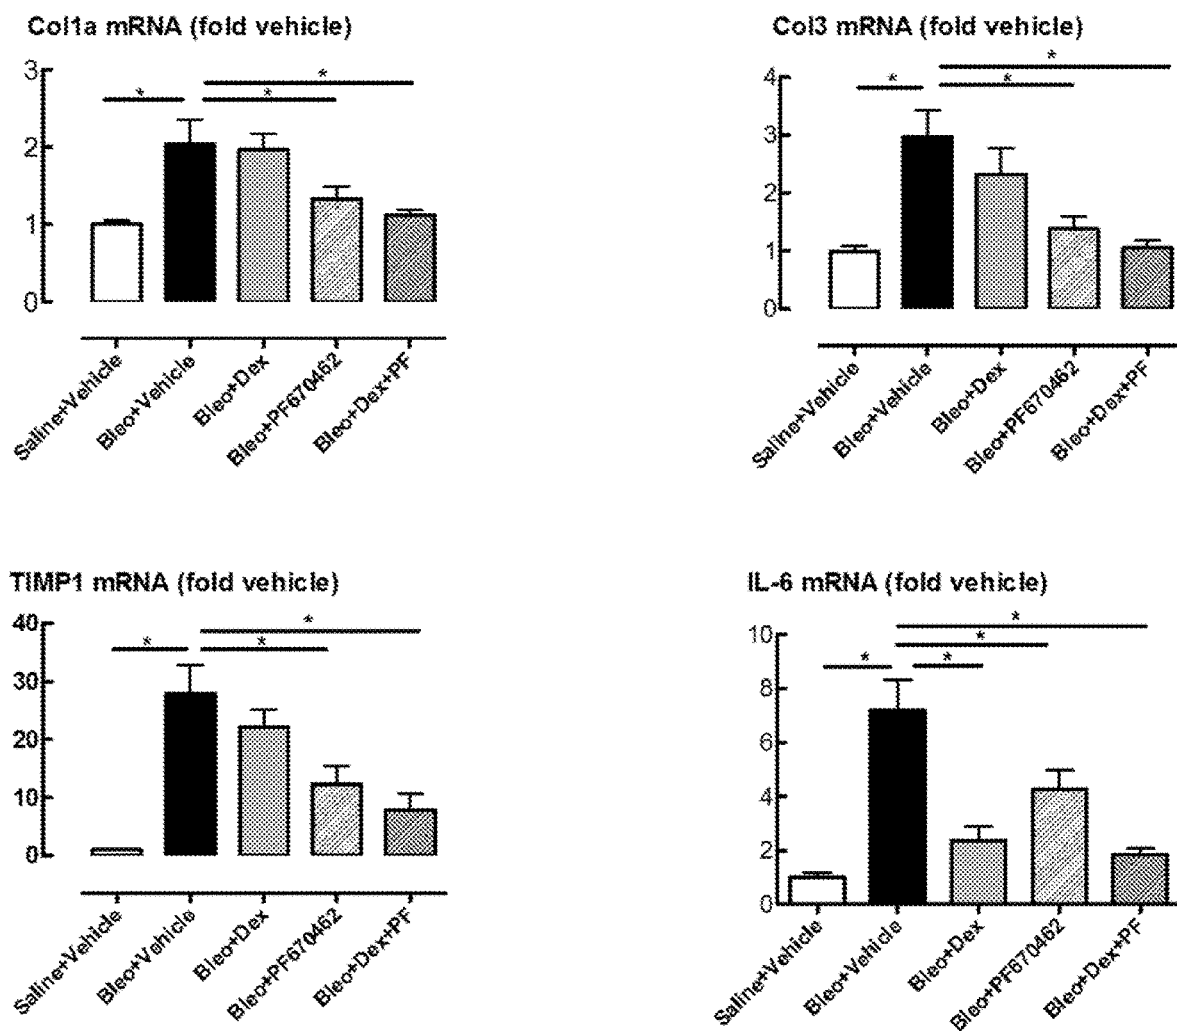 Col1a mRNA (fold vehicle)
3
2
1
0
*
*
*
Saline+Vehicle
Bleo+Vehicle
Bleo+Dex
Bleo+PF670462
Bleo+Dex+PF
Col3 mRNA (fold vehicle)
4
3
2
1
0
*
*
*
Saline+Vehicle
Bleo+Vehicle
Bleo+Dex
Bleo+PF670462
Bleo+Dex+PF
TIMP1 mRNA (fold vehicle)
40
30
20
10
0
*
*
*
Saline+Vehicle
Bleo+Vehicle
Bleo+Dex
Bleo+PF670462
Bleo+Dex+PF
IL-6 mRNA (fold vehicle)
10
8
6
4
2
0
*
*
*
*
Saline+Vehicle
Bleo+Vehicle
Bleo+Dex
Bleo+PF670462
Bleo+Dex+PF